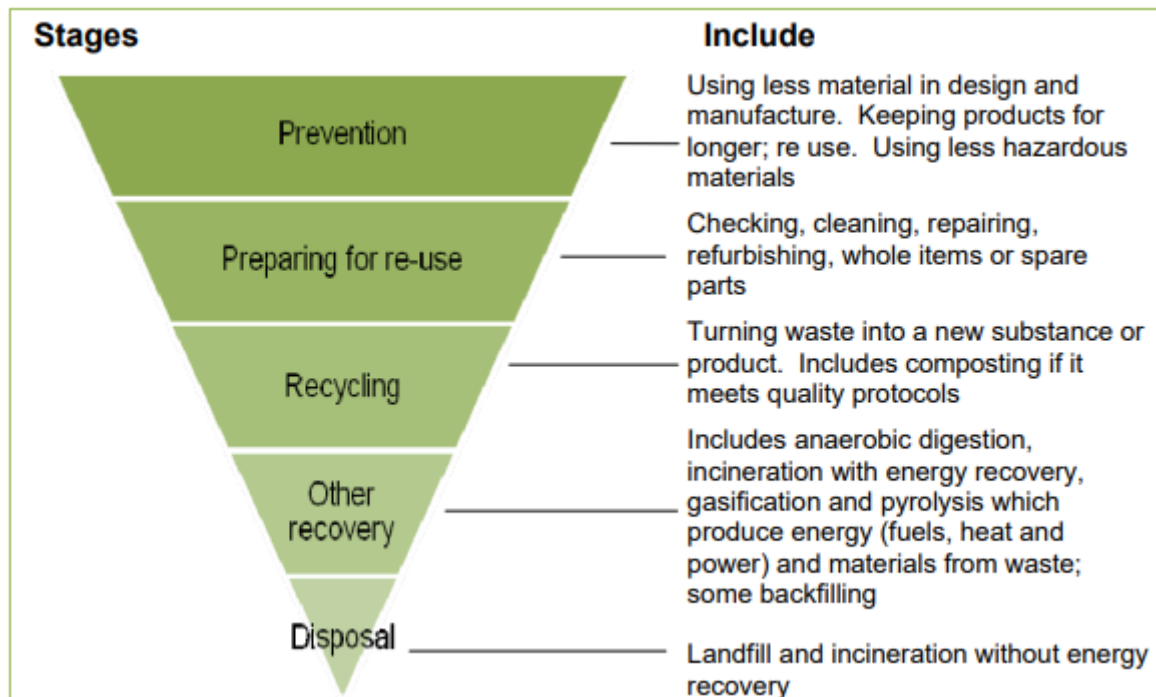 Stages
Include
Prevention
Using less material in design and
manufacture.  Keeping products for
longer; re use.  Using less hazardous
materials
Preparing for re-use
Checking, cleaning, repairing,
refurbishing, whole items or spare
parts
Recycling
Turning waste into a new substance or
product.  Includes composting if it
meets quality protocols
Other
recovery
Includes anaerobic digestion,
incineration with energy recovery,
gasification and pyrolysis which
produce energy (fuels, heat and
power) and materials from waste;
some backfilling
Disposal
Landfill and incineration without energy
recovery